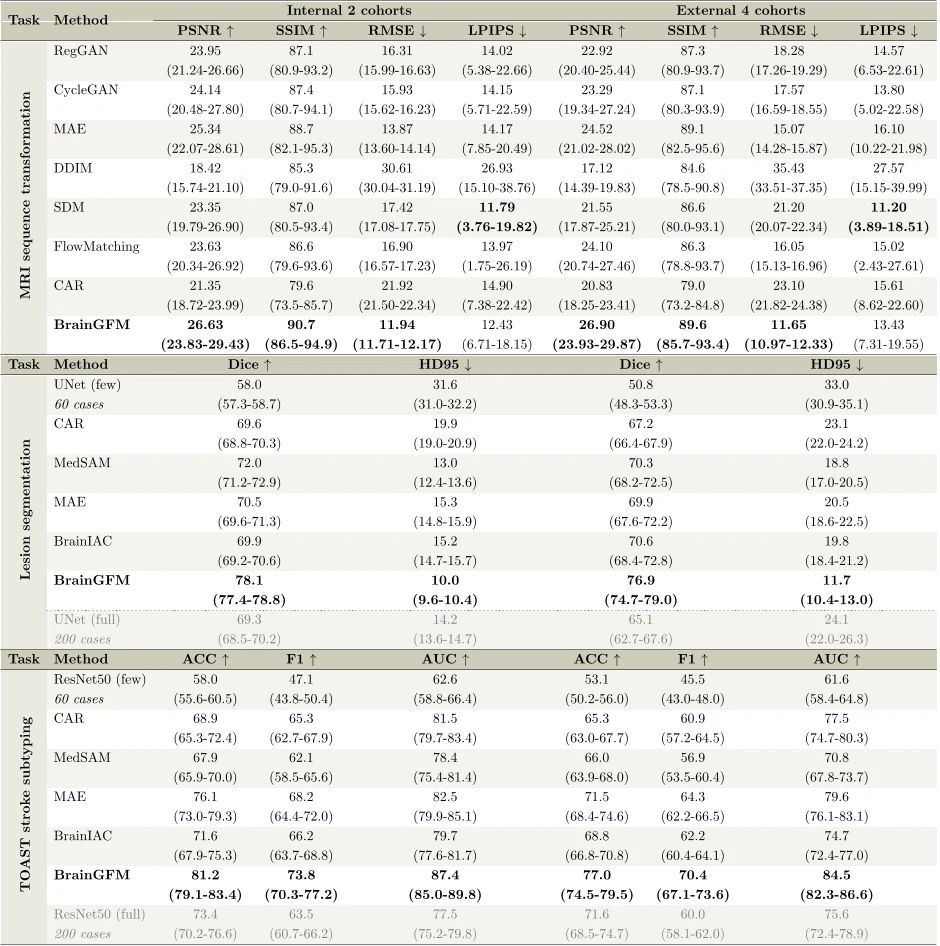 Task Method Internal 2 cohorts External 4 cohorts
PSNR ↑ SSIM ↑ RMSE ↓ LPIPS ↓ PSNR ↑ SSIM ↑ RMSE ↓ LPIPS ↓
MRI sequence transformation
RegGAN 23.95 87.1 16.31 14.02 22.92 87.3 18.28 14.57
(21.24-26.66) (80.9-93.2) (15.99-16.63) (5.38-22.66) (20.40-25.44) (80.9-93.7) (17.26-19.29) (6.53-22.61)
CycleGAN 24.14 87.4 15.93 14.15 23.29 87.1 17.57 13.80
(20.48-27.80) (80.7-94.1) (15.62-16.23) (5.71-22.59) (19.34-27.24) (80.3-93.9) (16.59-18.55) (5.02-22.58)
MAE 25.34 88.7 13.87 14.17 24.52 89.1 15.07 16.10
(22.07-28.61) (82.1-95.3) (13.60-14.14) (7.85-20.49) (21.02-28.02) (82.5-95.6) (14.28-15.87) (10.22-21.98)
DDIM 18.42 85.3 30.61 26.93 17.12 84.6 35.43 27.57
(15.74-21.10) (79.0-91.6) (30.04-31.19) (15.10-38.76) (14.39-19.83) (78.5-90.8) (33.51-37.35) (15.15-39.99)
SDM 23.35 87.0 17.42 11.79 21.55 86.6 21.20 11.20
(19.79-26.90) (80.5-93.4) (17.08-17.75) (3.76-19.82) (17.87-25.21) (80.0-93.1) (20.07-22.34) (3.89-18.51)
FlowMatching 23.63 86.6 16.90 13.97 24.10 86.3 16.05 15.02
(20.34-26.92) (79.6-93.6) (16.57-17.23) (1.75-26.19) (20.74-27.46) (78.8-93.7) (15.13-16.96) (2.43-27.61)
CAR 21.35 79.6 21.92 14.90 20.83 79.0 23.10 15.61
(18.72-23.99) (73.5-85.7) (21.50-22.34) (7.38-22.42) (18.25-23.41) (73.2-84.8) (21.82-24.38) (8.62-22.60)
BrainGFM 26.63 90.7 11.94 12.43 26.90 89.6 11.65 13.43
(23.83-29.43) (86.5-94.9) (11.71-12.17) (6.71-18.15) (23.93-29.87) (85.7-93.4) (10.97-12.33) (7.31-19.55)
Task Method Dice ↑ HD95 ↓ Dice ↑ HD95 ↓
Lesion segmentation
UNet (few) 58.0 31.6 50.8 33.0
60 cases (57.3-58.7) (31.0-32.2) (48.3-53.3) (30.9-35.1)
CAR 69.6 19.9 67.2 23.1
(68.8-70.3) (19.0-20.9) (66.4-67.9) (22.0-24.2)
MedSAM 72.0 13.0 70.3 18.8
(71.2-72.9) (12.4-13.6) (68.2-72.5) (17.0-20.5)
MAE 70.5 15.3 69.9 20.5
(69.6-71.3) (14.8-15.9) (67.6-72.2) (18.6-22.5)
BrainIAC 69.9 15.2 70.6 19.8
(69.2-70.6) (14.7-15.7) (68.4-72.8) (18.4-21.2)
BrainGFM 78.1 10.0 76.9 11.7
(77.4-78.8) (9.6-10.4) (74.7-79.0) (10.4-13.0)
UNet (full) 69.3 14.2 65.1 24.1
200 cases (68.5-70.2) (13.6-14.7) (62.7-67.6) (22.0-26.3)
Task Method ACC ↑ F1 ↑ AUC ↑ ACC ↑ F1 ↑ AUC ↑
TOAST stroke subtyping
ResNet50 (few) 58.0 47.1 62.6 53.1 45.5 61.6
60 cases (55.6-60.5) (43.8-50.4) (58.8-66.4) (50.2-56.0) (43.0-48.0) (58.4-64.8)
CAR 68.9 65.3 81.5 65.3 60.9 77.5
(65.3-72.4) (62.7-67.9) (79.7-83.4) (63.0-67.7) (57.2-64.5) (74.7-80.3)
MedSAM 67.9 62.1 78.4 66.0 56.9 70.8
(65.9-70.0) (58.5-65.6) (75.4-81.4) (63.9-68.0) (53.5-60.4) (67.8-73.7)
MAE 76.1 68.2 82.5 71.5 64.3 79.6
(73.0-79.3) (64.4-72.0) (79.9-85.1) (68.4-74.6) (62.2-66.5) (76.1-83.1)
BrainIAC 71.6 66.2 79.7 68.8 62.2 74.7
(67.9-75.3) (63.7-68.8) (77.6-81.7) (66.8-70.8) (60.4-64.1) (72.4-77.0)
BrainGFM 81.2 73.8 87.4 77.0 70.4 84.5
(79.1-83.4) (70.3-77.2) (85.0-89.8) (74.5-79.5) (67.1-73.6) (82.3-86.6)
ResNet50 (full) 73.4 63.5 77.5 71.6 60.0 75.6
200 cases (70.2-76.6) (60.7-66.2) (75.2-79.8) (68.5-74.7) (58.1-62.0) (72.4-78.9)